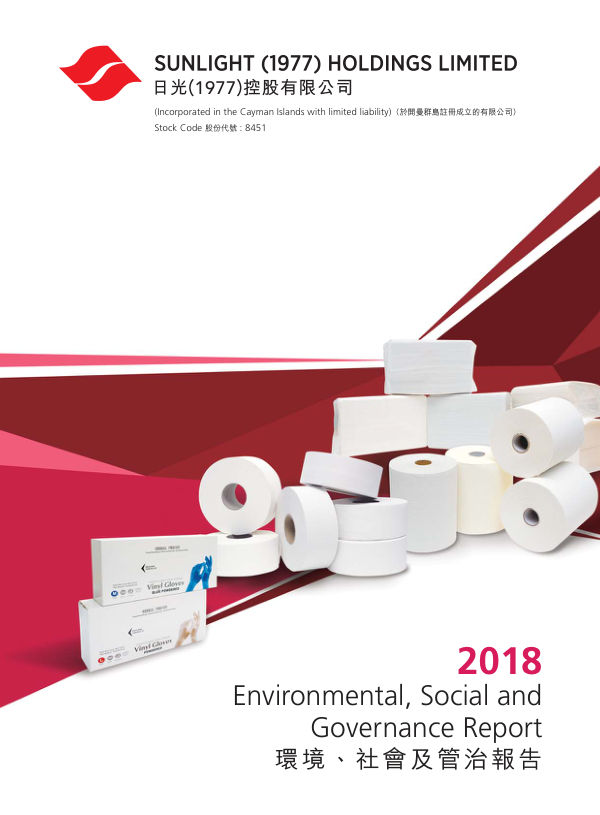 SUNLIGHT (1977) HOLDINGS LIMITED
日光(1977)控股有限公司
(Incorporated in the Cayman Islands with limited liability)（於開曼群島註冊成立的有限公司）
Stock Code 股份代號 : 8451
Vinyl Gloves
BLUE POWDERED
M
Vinyl Gloves
POWDERED
L
2018
Environmental, Social and
Governance Report
環境、社會及管治報告